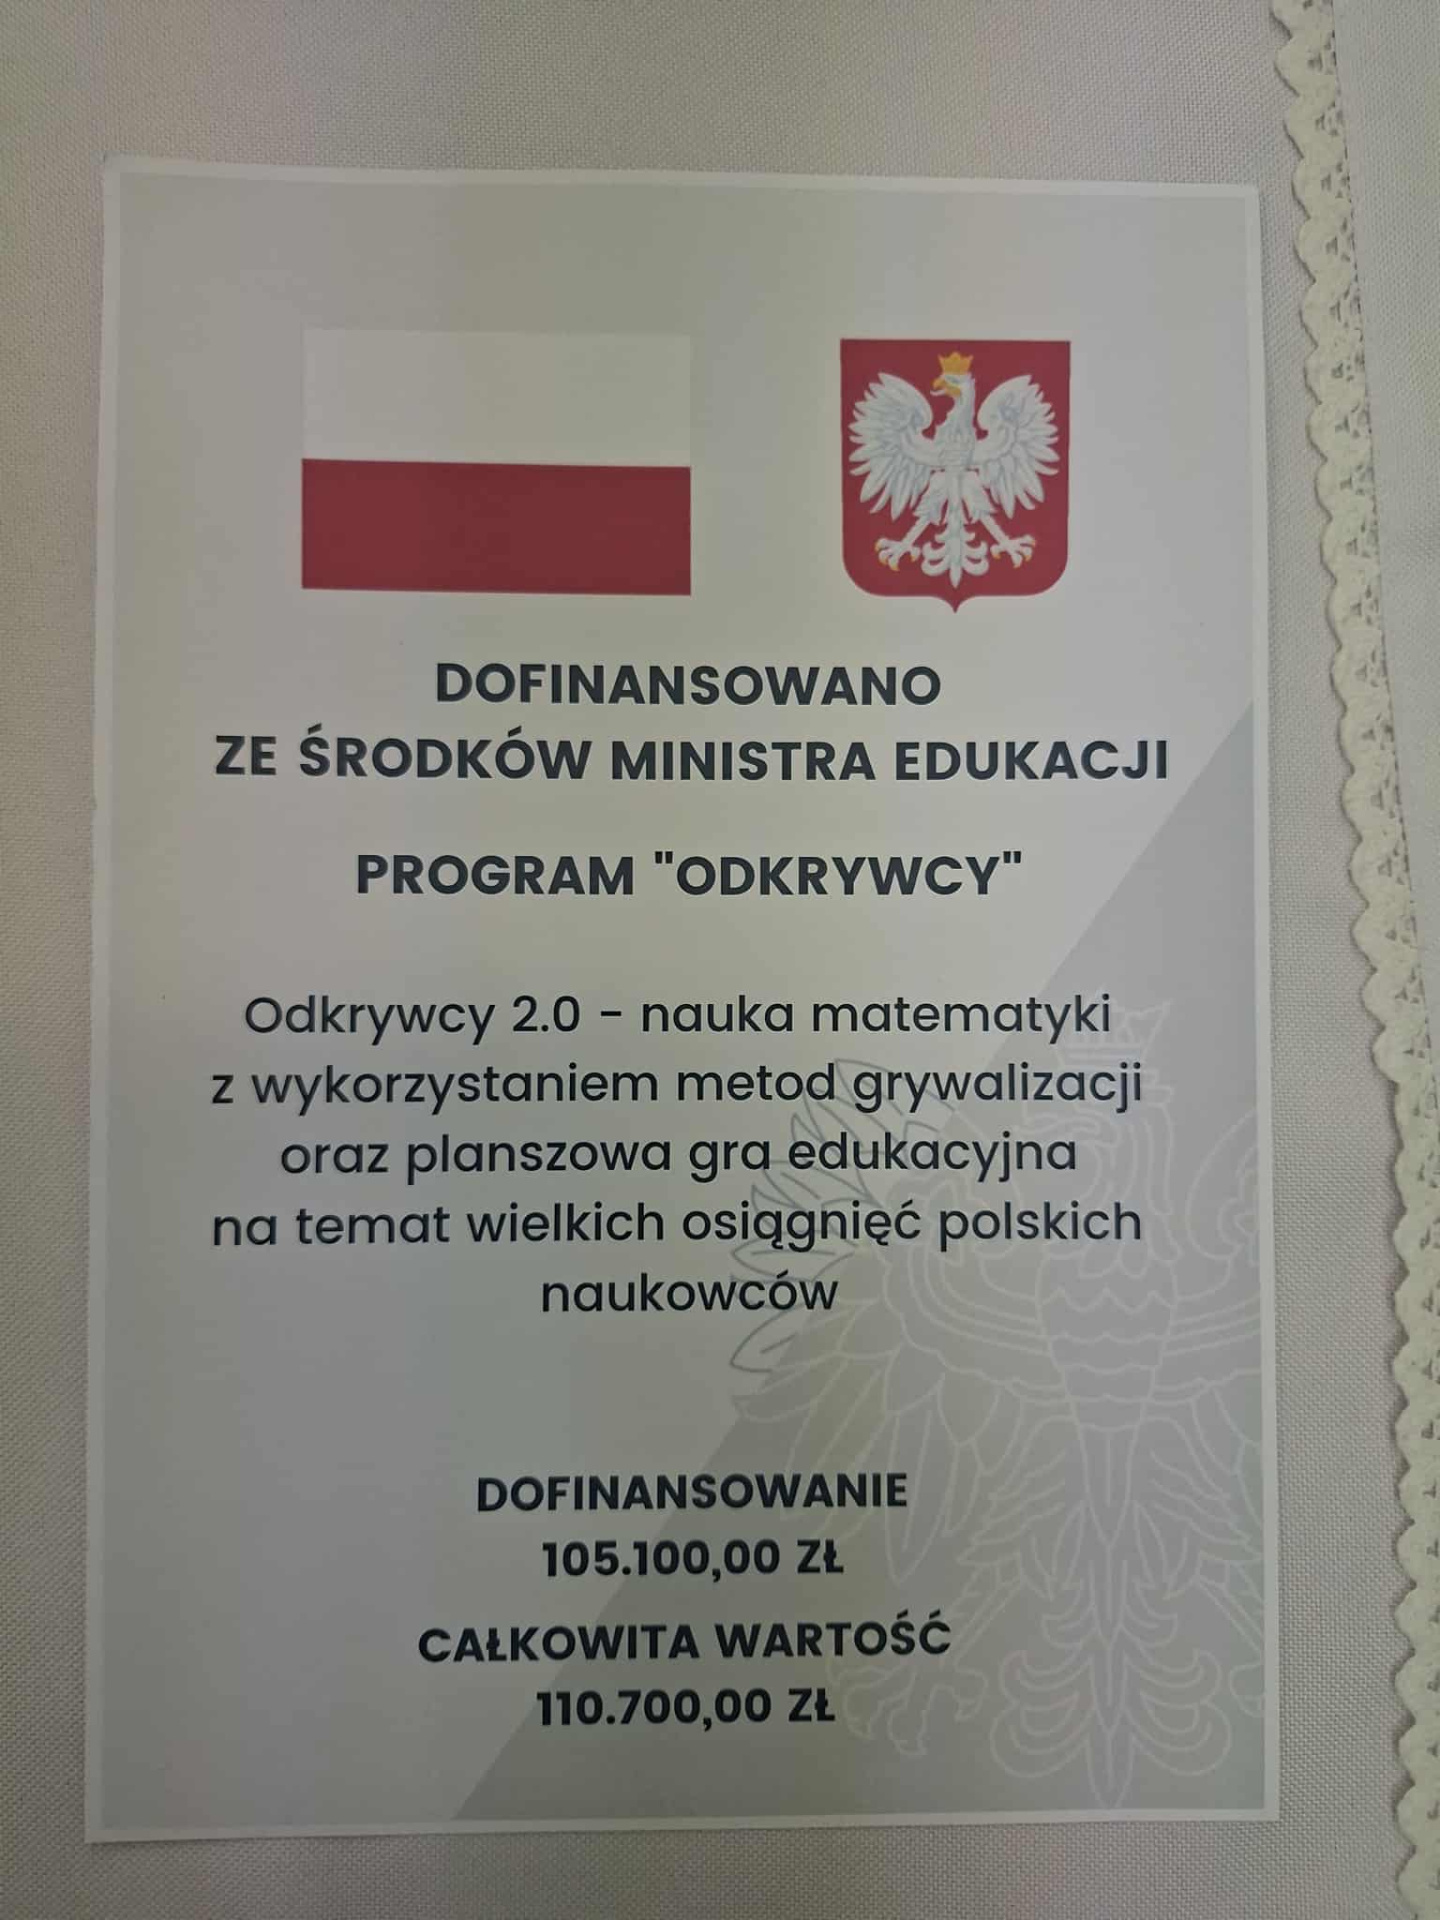 DOFINANSOWANO
ZE ŚRODKÓW MINISTRA EDUKACJI
PROGRAM "ODKRYWCY"
Odkrywcy 2.0 - nauka matematyki
z wykorzystaniem metod grywalizacji
oraz planszowa gra edukacyjna
na temat wielkich osiągnięć polskich
naukowców
DOFINANSOWANIE
105.100,00 ZŁ
CAŁKOWITA WARTOŚĆ
110.700,00 ZŁ